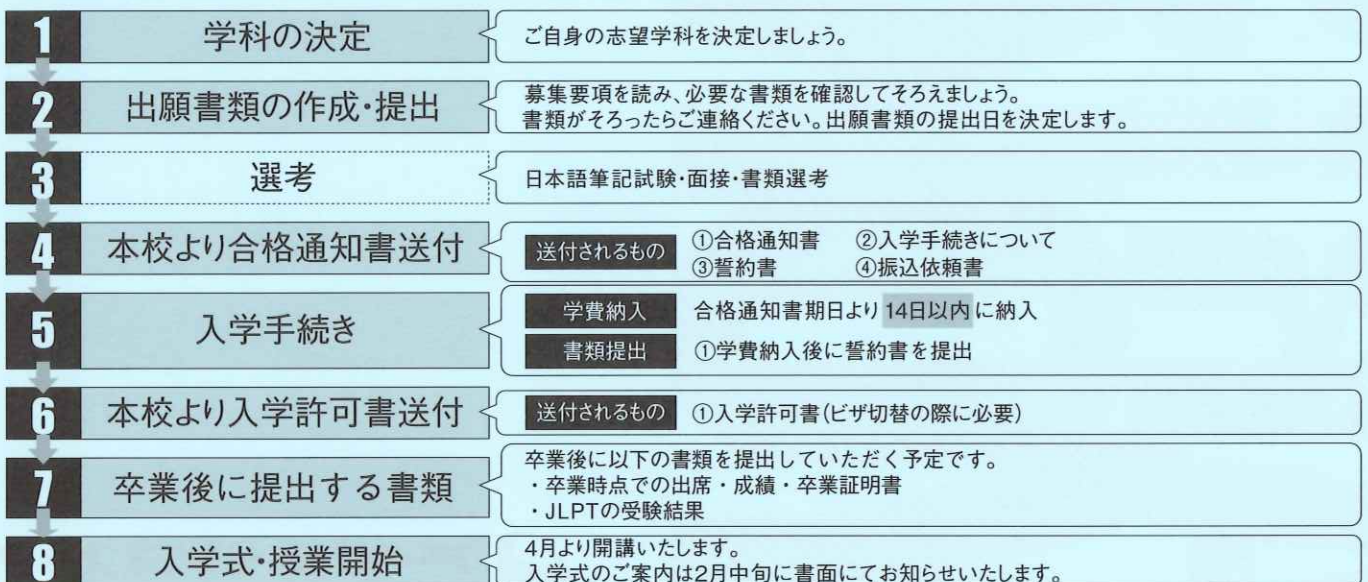 1 学科の決定 ご自身の志望学科を決定しましょう。
2 出願書類の作成・提出 募集要項を読み、必要な書類を確認してそろえましょう。
書類がそろったらご連絡ください。出願書類の提出日を決定します。
3 選考 日本語筆記試験・面接・書類選考
4 本校より合格通知書送付 送付されるもの ①合格通知書 ②入学手続きについて
③誓約書 ④振込依頼書
5 入学手続き 学費納入 合格通知書期日より14日以内に納入
書類提出 ①学費納入後に誓約書を提出
6 本校より入学許可書送付 送付されるもの ①入学許可書(ビザ切替の際に必要)
7 卒業後に提出する書類 卒業後に以下の書類を提出していただく予定です。
・卒業時点での出席・成績・卒業証明書
・JLPTの受験結果
8 入学式・授業開始 4月より開講いたします。
入学式のご案内は2月中旬に書面にてお知らせいたします。